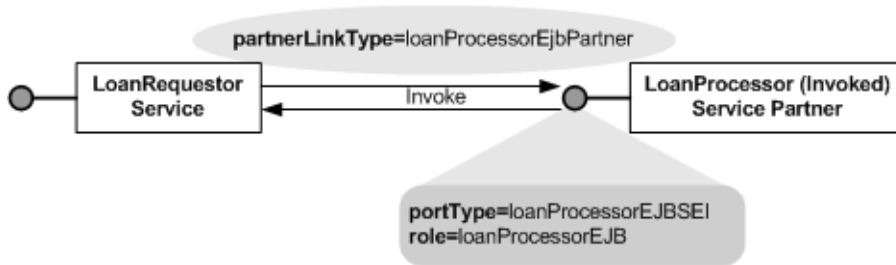 partnerLinkType=loanProcessorEjbPartner
LoanRequestor
Service
Invoke
LoanProcessor (Invoked)
Service Partner
portType=loanProcessorEJBSEI
role=loanProcessorEJB